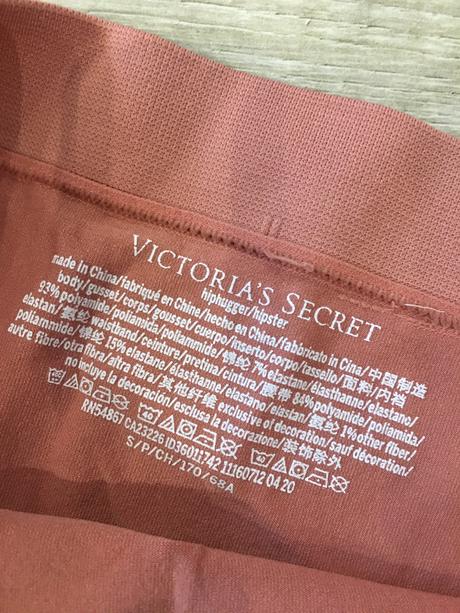 VICTORIA'S SECRET
hiphugger/hipster
made in China/fabriqué en Chine/hecho en China/fabbricato in Cina/中国制造
body/gusset/corps/gousset/cuerpo/inserto/corpo/tassello/面料/内裆
93% polyamide/poliamida/poliammide/锦纶 7% elastane/élasthanne/elastano/
elastan/氨纶 waistband/ceinture/pretina/cintura/腰带 84% polyamide/poliamida/
poliammide/锦纶 15% elastane/élasthanne/elastano/elastan/氨纶 1% other fiber/
autre fibre/otra fibra/altra fibra/其他纤维 exclusive of decoration/sauf décoration/
no incluye la decoración/esclusa la decorazione/装饰除外
RN54867 CA23226 ID36011742 11160712 04 20
S/P/CH/170/68A